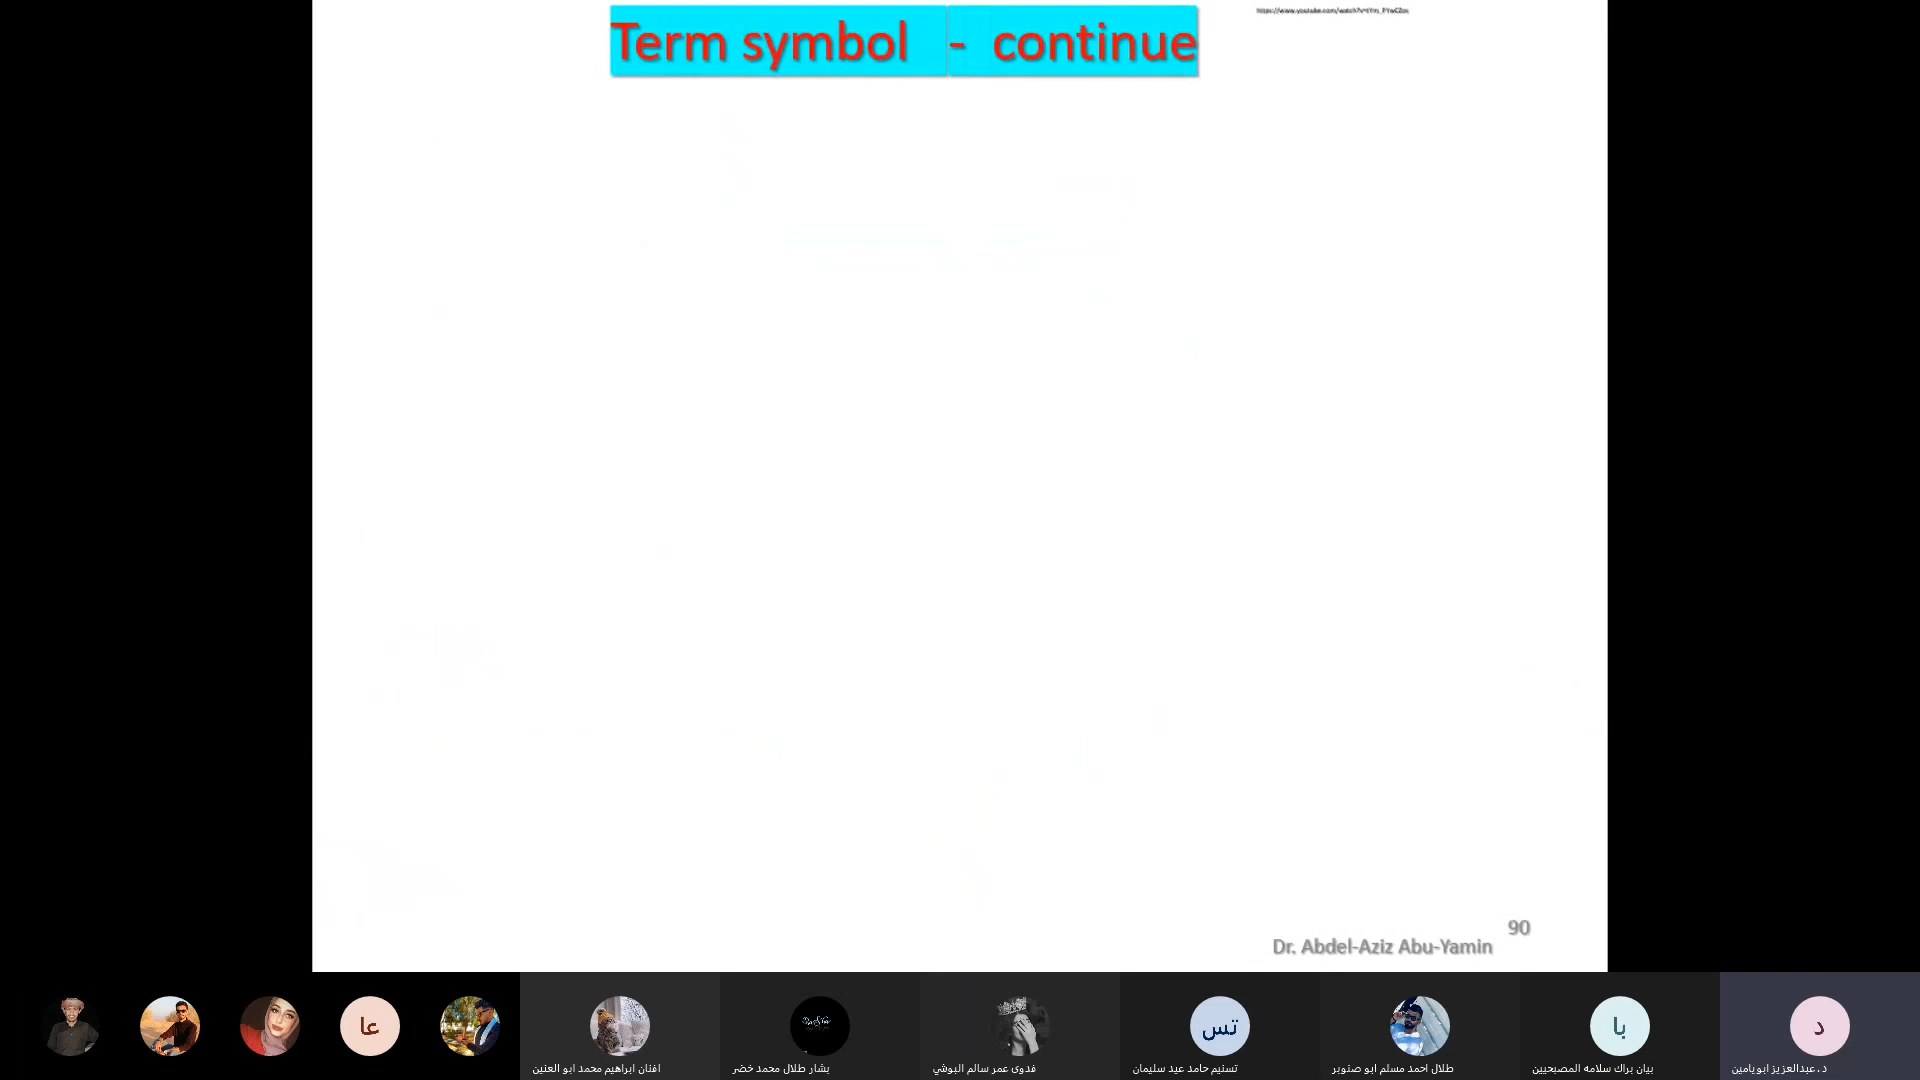 Term symbol - continue
90
Dr. Abdel-Aziz Abu-Yamin
عا
تس
با
د
افنان ابراهيم محمد ابو العنين
بشار طلال محمد خضر
فدوى عمر سالم البوشي
تسنيم حامد عيد سليمان
طلال احمد مسلم ابو صنوبر
بيان براك سلامه المصبحيين
د.عبدالعزيز ابويامين